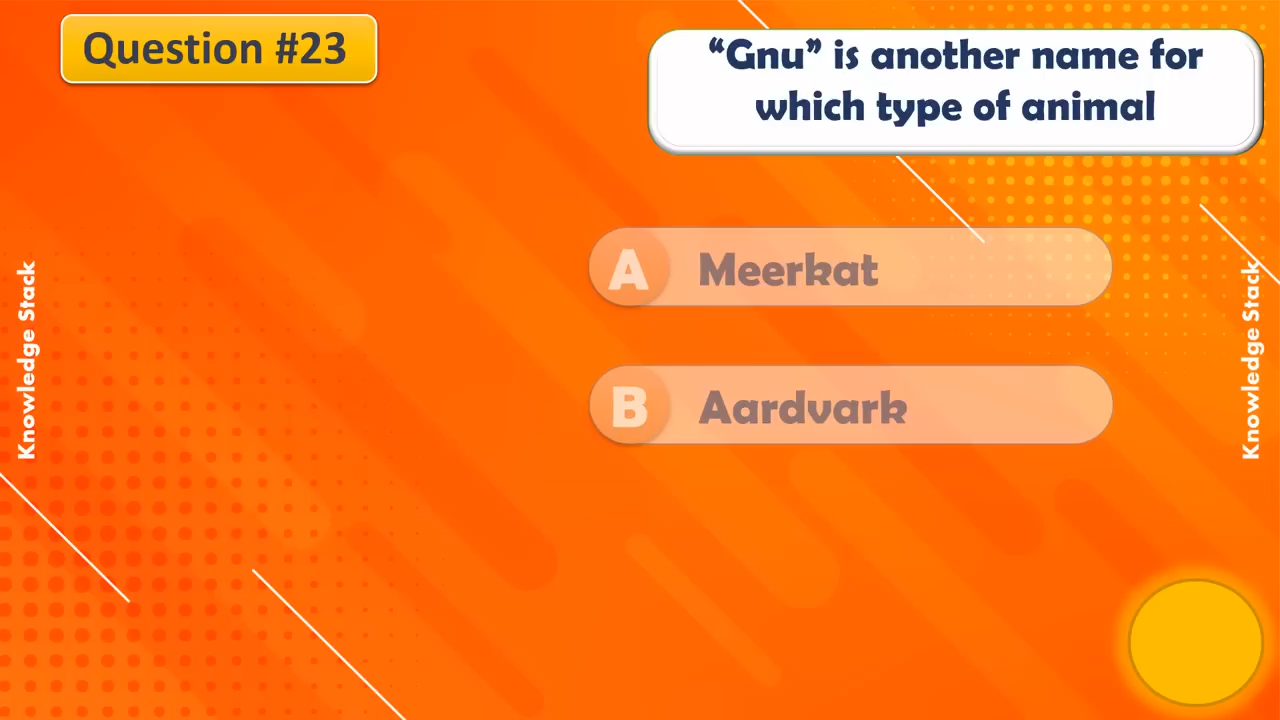 Question #23
“Gnu” is another name for
which type of animal
A Meerkat
B Aardvark
Knowledge Stack
Knowledge Stack